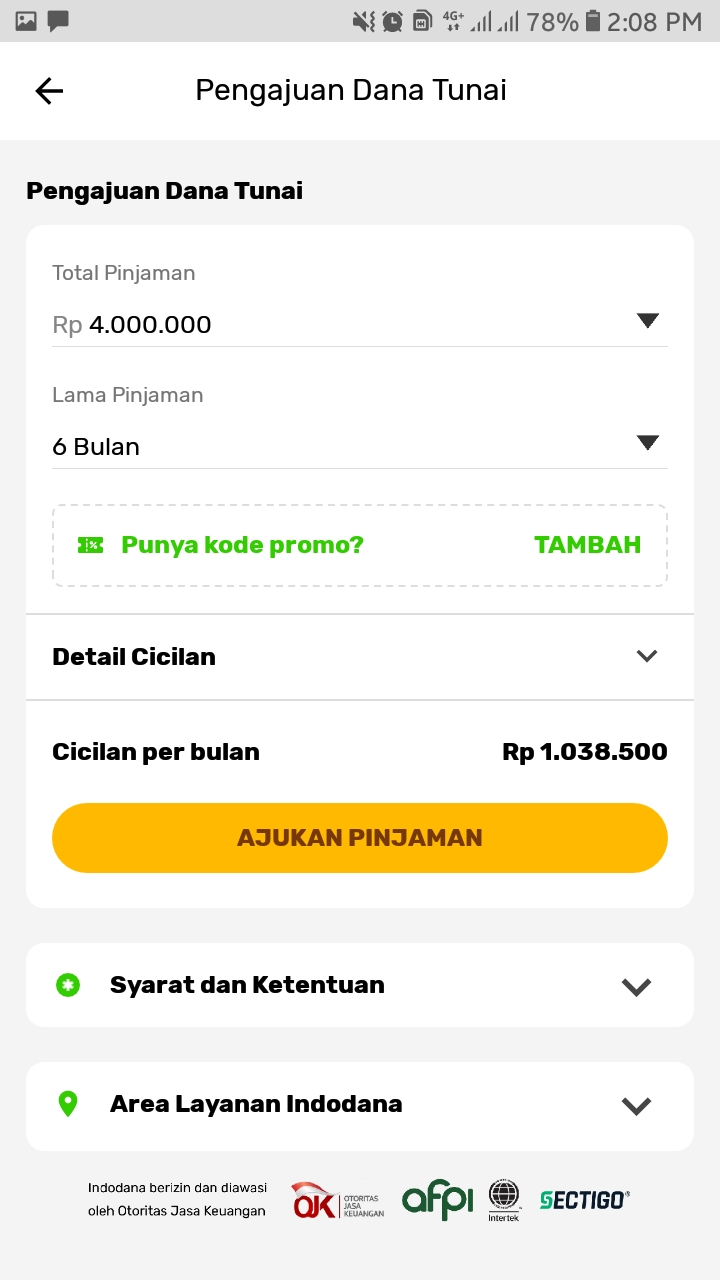 4G+ 78% 2:08 PM
Pengajuan Dana Tunai
Pengajuan Dana Tunai
Total Pinjaman
Rp 4.000.000
Lama Pinjaman
6 Bulan
Punya kode promo? TAMBAH
Detail Cicilan
Cicilan per bulan Rp 1.038.500
AJUKAN PINJAMAN
Syarat dan Ketentuan
Area Layanan Indodana
Indodana berizin dan diawasi
oleh Otoritas Jasa Keuangan
OJK OTORITAS
JASA
KEUANGAN
afpi
Intertek
SECTIGO